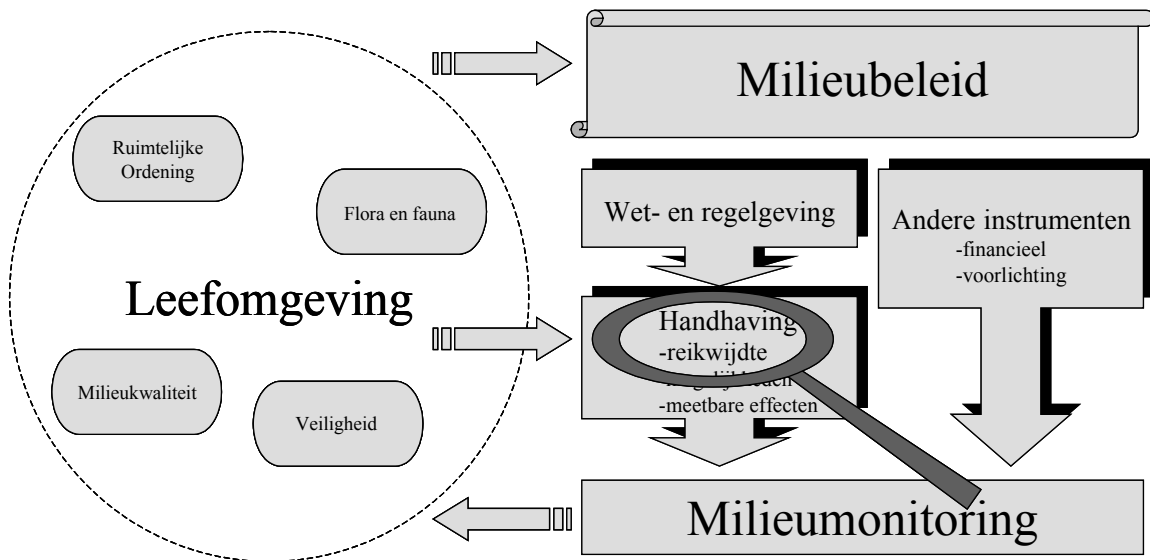 Milieubeleid
Ruimtelijke
Ordening
Flora en fauna
Leefomgeving
Milieukwaliteit
Veiligheid
Wet- en regelgeving
Andere instrumenten
-financieel
-voorlichting
Handhaving
-reikwijdte
-meetbare effecten
Milieumonitoring